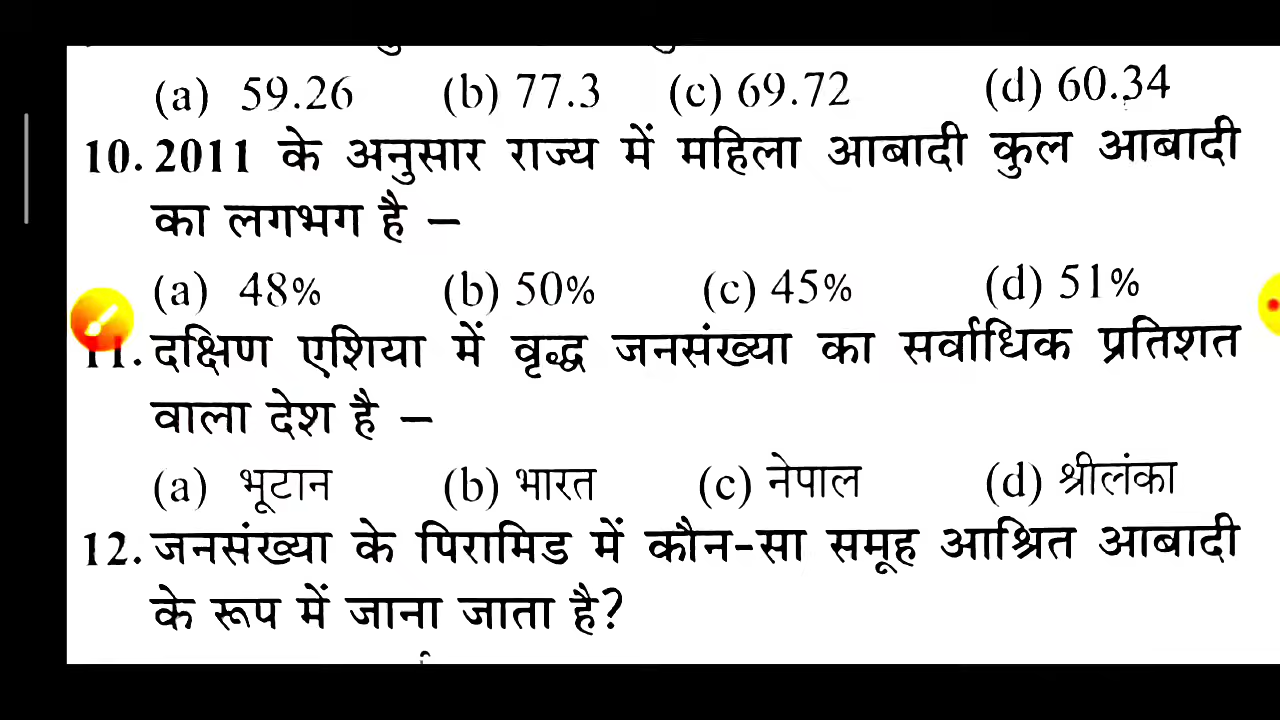 (a) 59.26 (b) 77.3 (c) 69.72 (d) 60.34
10. 2011 के अनुसार राज्य में महिला आबादी कुल आबादी
का लगभग है –
(a) 48% (b) 50% (c) 45% (d) 51%
11. दक्षिण एशिया में वृद्ध जनसंख्या का सर्वाधिक प्रतिशत
वाला देश है –
(a) भूटान (b) भारत (c) नेपाल (d) श्रीलंका
12. जनसंख्या के पिरामिड में कौन-सा समूह आश्रित आबादी
के रूप में जाना जाता है?